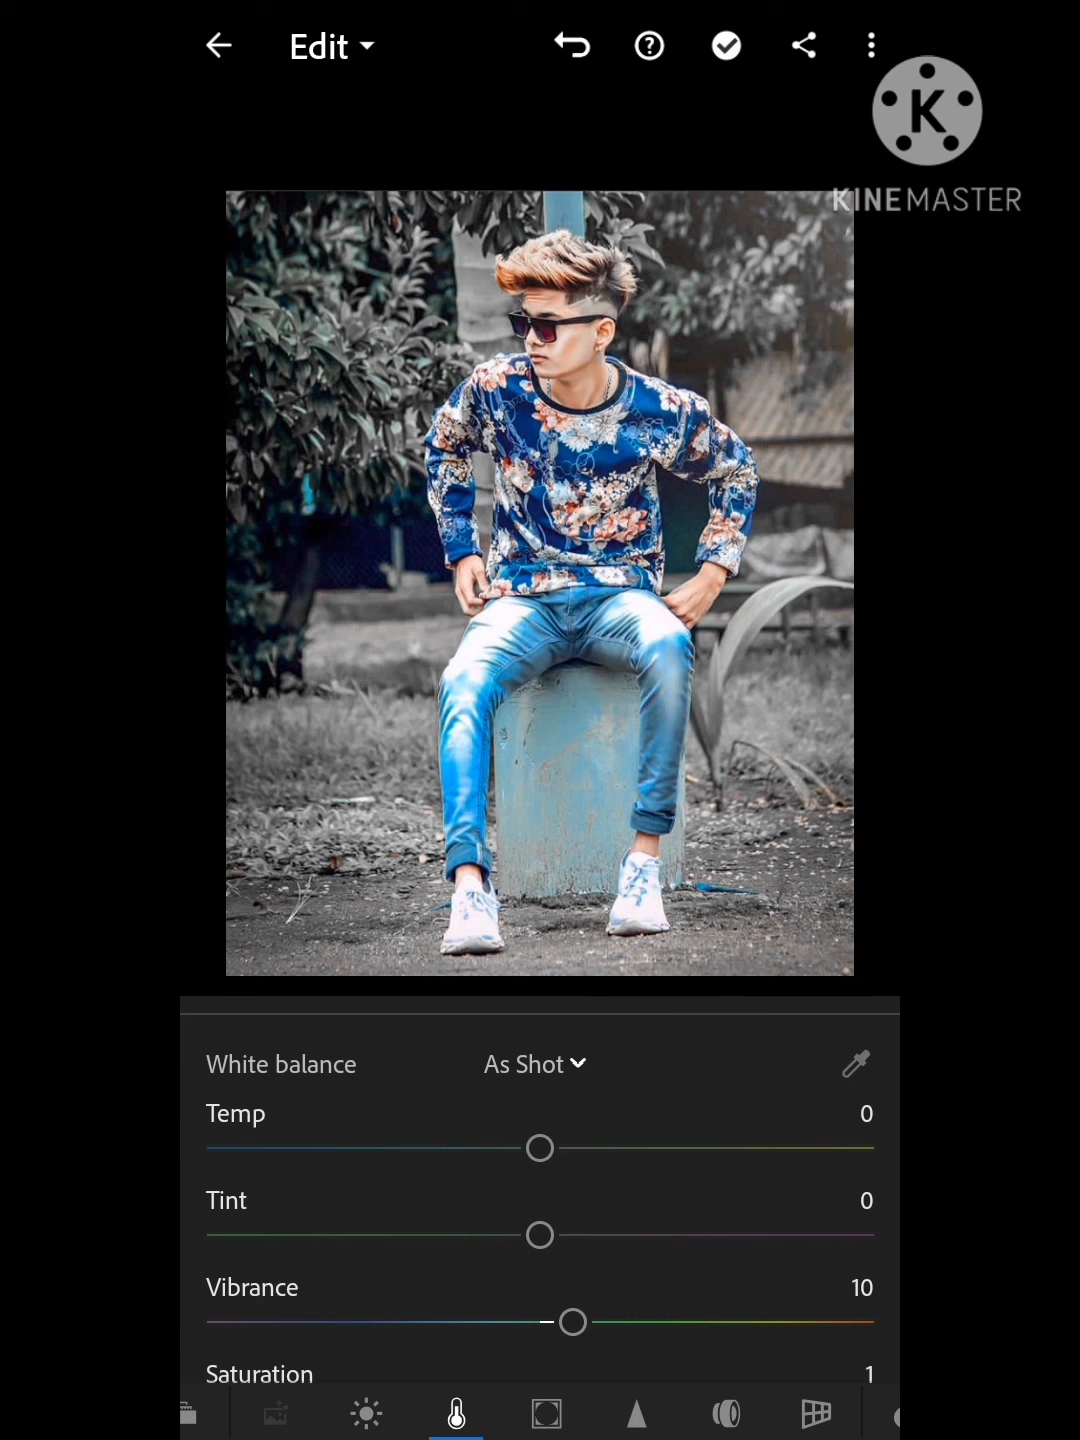 Edit
K
KINEMASTER
White balance As Shot
Temp 0
Tint 0
Vibrance 10
Saturation 1